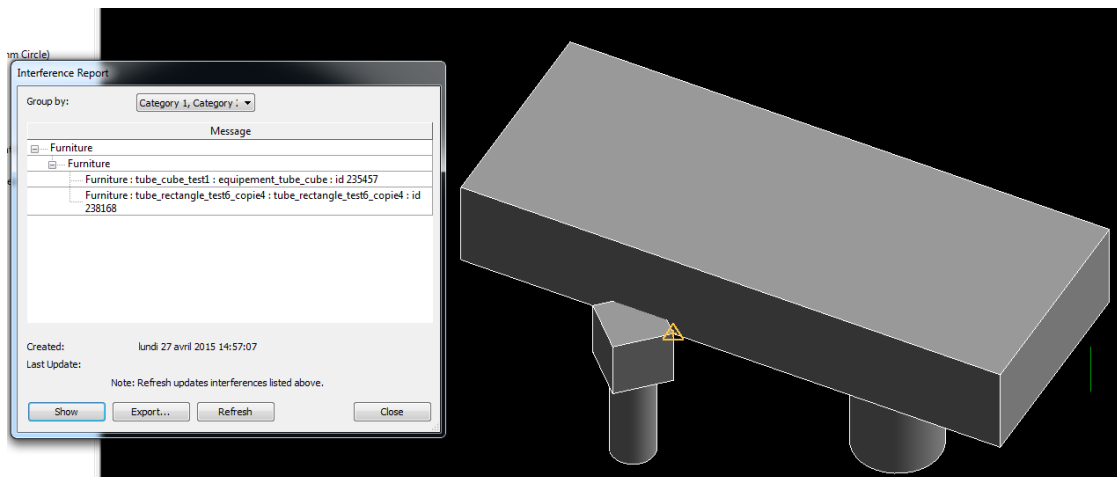 nm Circle)
Interference Report
Group by:
Category 1, Category
Message
Furniture
Furniture
Furniture : tube_cube_test1 : equipement_tube_cube : id 235457
Furniture : tube_rectangle_test6_copie4 : tube_rectangle_test6_copie4 : id
238168
Created: lundi 27 avril 2015 14:57:07
Last Update:
Note: Refresh updates interferences listed above.
Show Export... Refresh Close